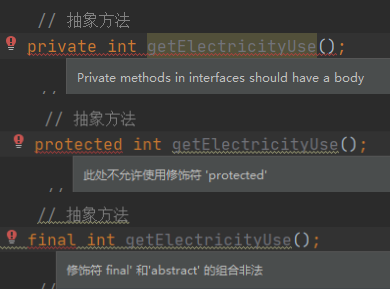 // 抽象方法
private int getElectricityUse();
Private methods in interfaces should have a body
// 抽象方法
protected int getElectricityUse();
此处不允许使用修饰符 'protected'
// 抽象方法
final int getElectricityUse();
修饰符 final' 和'abstract' 的组合非法